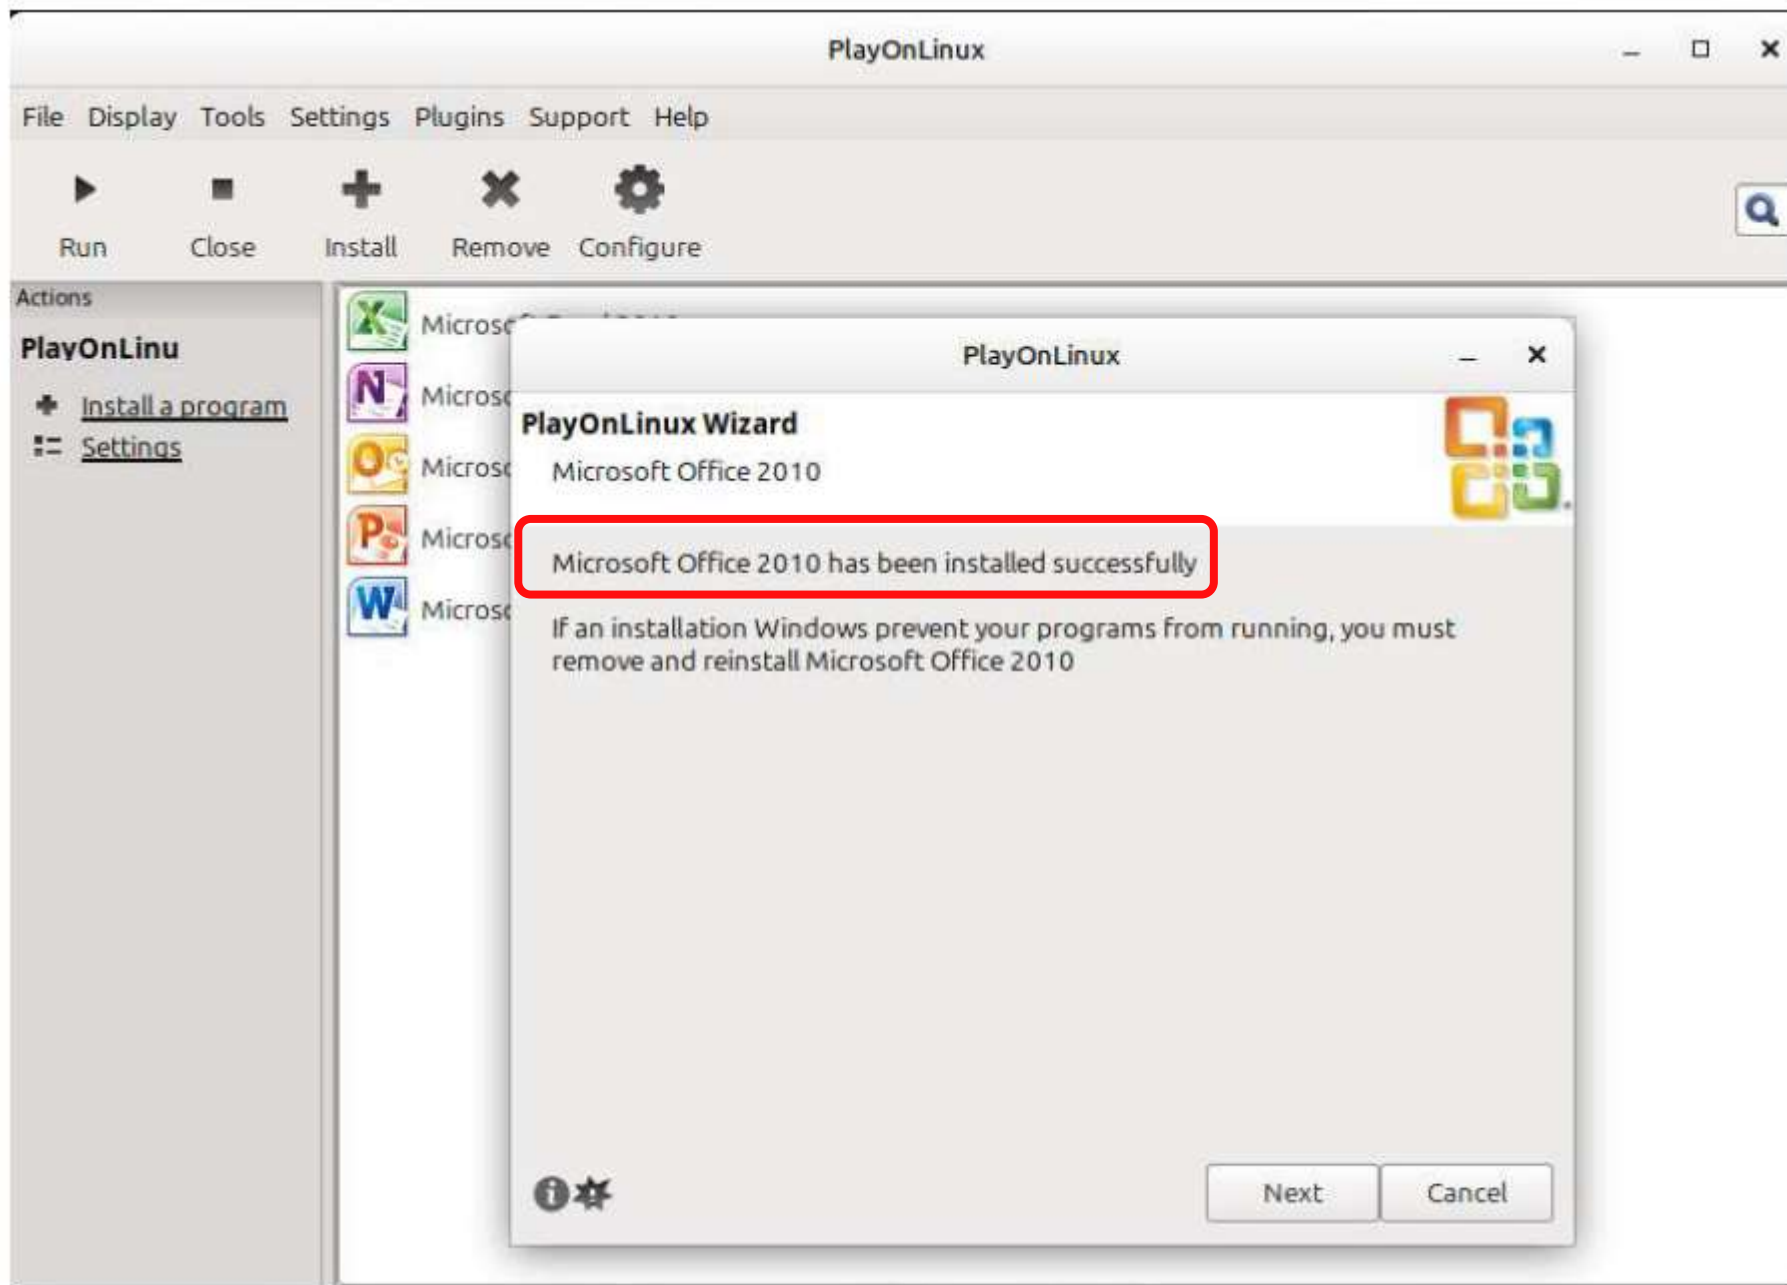 PlayOnLinux
File Display Tools Settings Plugins Support Help
Run Close Install Remove Configure
Actions
PlayOnLinu
Install a program
Settings
Microso
Microso
Microso
Microso
Microso
PlayOnLinux
PlayOnLinux Wizard
Microsoft Office 2010
Microsoft Office 2010 has been installed successfully
If an installation Windows prevent your programs from running, you must
remove and reinstall Microsoft Office 2010
Next Cancel